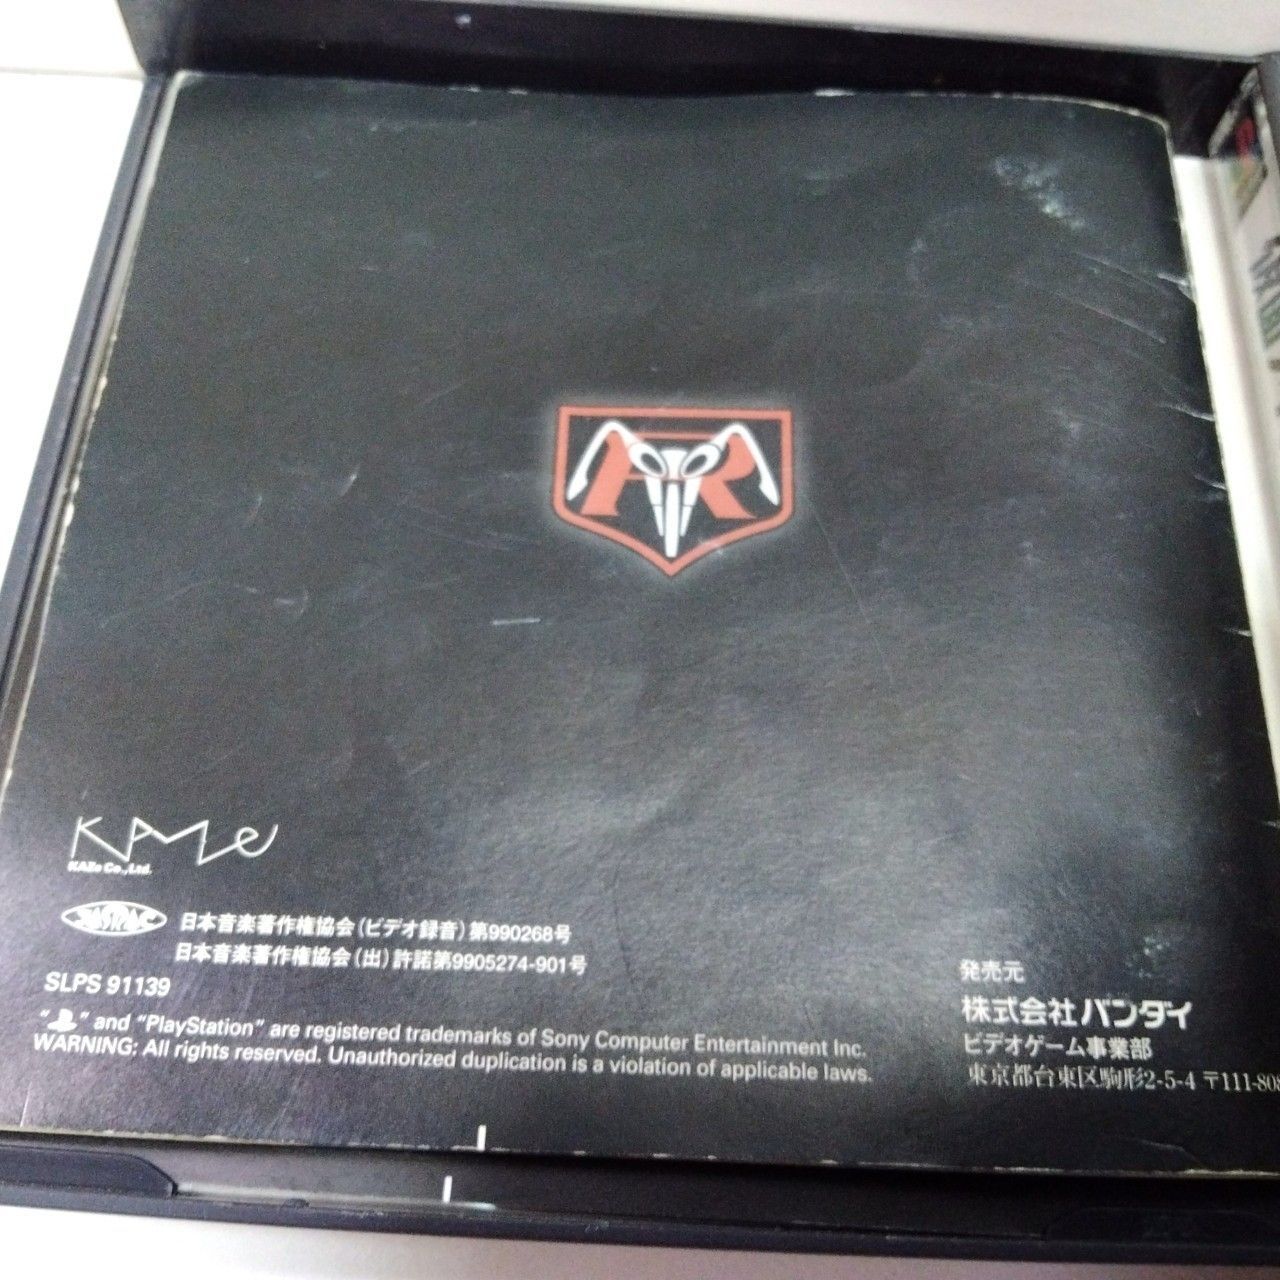 R
KAZe
KAZe Co.,Ltd.
JASRAC
日本音楽著作権協会(ビデオ録音)第990268号
日本音楽著作権協会(出)許諾第9905274-901号
SLPS 91139
" " and "PlayStation" are registered trademarks of Sony Computer Entertainment Inc.
WARNING: All rights reserved. Unauthorized duplication is a violation of applicable laws.
発売元
株式会社バンダイ
ビデオゲーム事業部
東京都台東区駒形2-5-4 〒111-808